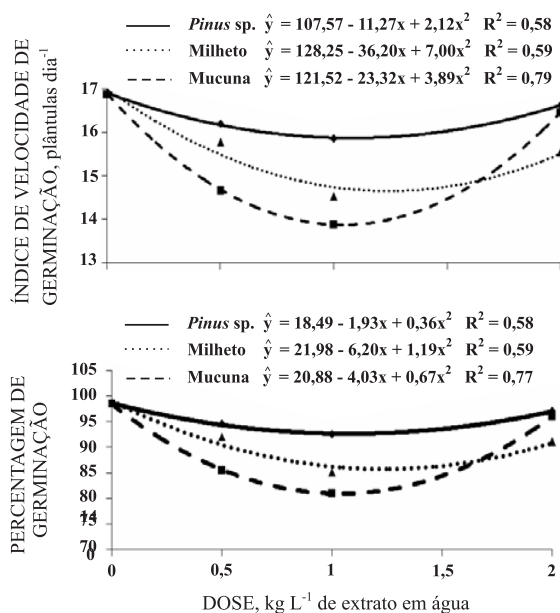 Pinus sp. ŷ = 107,57 - 11,27x + 2,12x² R² = 0,58
Milheto ŷ = 128,25 - 36,20x + 7,00x² R² = 0,59
Mucuna ŷ = 121,52 - 23,32x + 3,89x² R² = 0,79
ÍNDICE DE VELOCIDADE DE
GERMINAÇÃO, plântulas dia⁻¹
17
16
15
14
13
Pinus sp. ŷ = 18,49 - 1,93x + 0,36x² R² = 0,58
Milheto ŷ = 21,98 - 6,20x + 1,19x² R² = 0,59
Mucuna ŷ = 20,88 - 4,03x + 0,67x² R² = 0,77
PERCENTAGEM DE
GERMINAÇÃO
105
100
95
90
85
80
14
75
70
0
0 0,5 1 1,5 2
DOSE, kg L⁻¹ de extrato em água